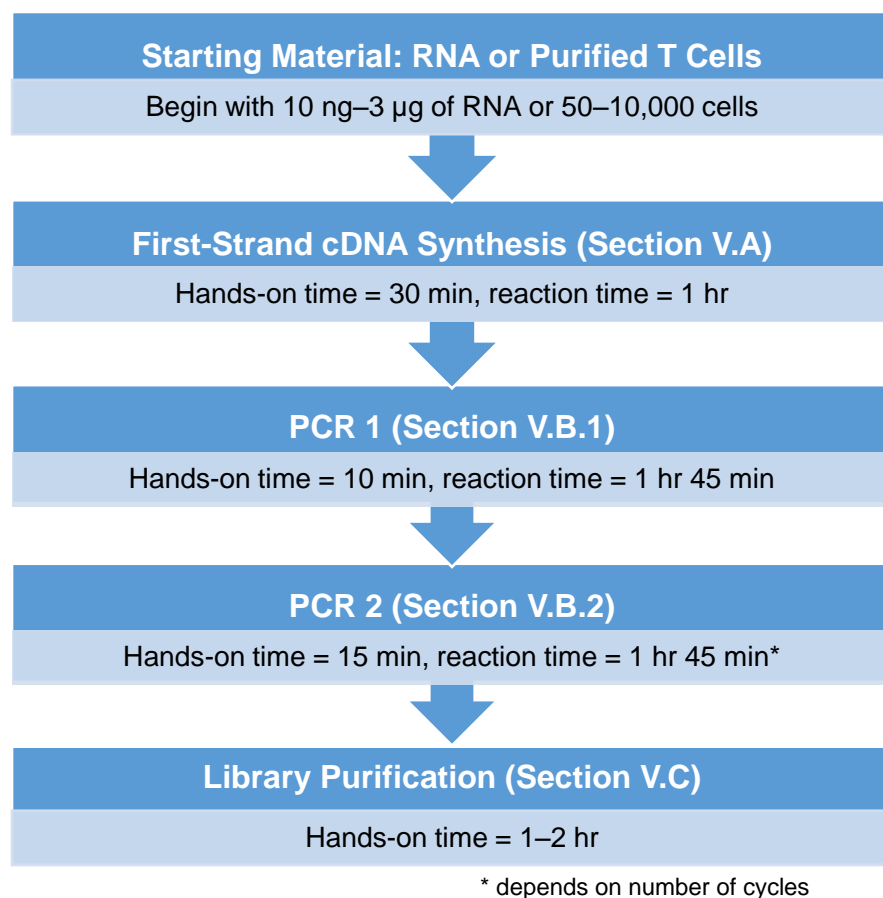 Starting Material: RNA or Purified T Cells
Begin with 10 ng–3 µg of RNA or 50–10,000 cells
First-Strand cDNA Synthesis (Section V.A)
Hands-on time = 30 min, reaction time = 1 hr
PCR 1 (Section V.B.1)
Hands-on time = 10 min, reaction time = 1 hr 45 min
PCR 2 (Section V.B.2)
Hands-on time = 15 min, reaction time = 1 hr 45 min*
Library Purification (Section V.C)
Hands-on time = 1–2 hr
* depends on number of cycles